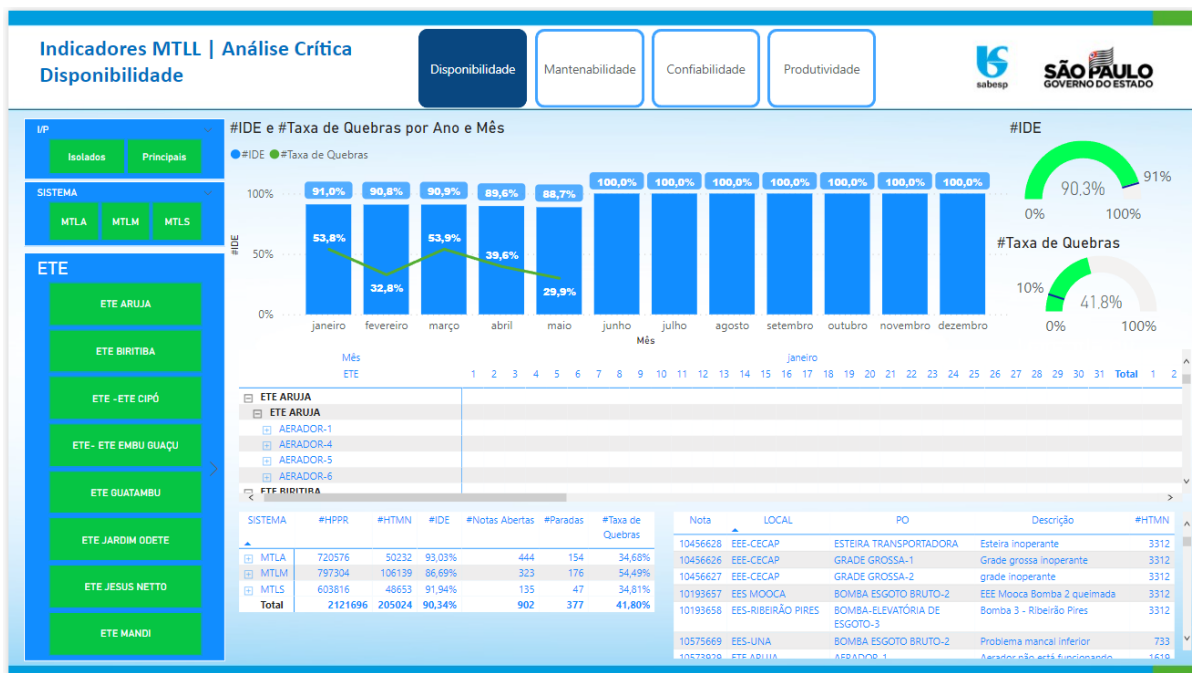 Indicadores MTLL | Análise Crítica
Disponibilidade
Disponibilidade
Mantenabilidade
Confiabilidade
Produtividade
sabesp
SÃO PAULO
GOVERNO DO ESTADO
I/P
Isolados
Principais
SISTEMA
MTLA
MTLM
MTLS
ETE
ETE ARUJA
ETE BIRITIBA
ETE -ETE CIPÓ
ETE- ETE EMBU GUAÇU
ETE GUATAMBU
ETE JARDIM ODETE
ETE JESUS NETTO
ETE MANDI
#IDE e #Taxa de Quebras por Ano e Mês
#IDE #Taxa de Quebras
#IDE
100%
50%
0%
91,0% 90,8% 90,9% 89,6% 88,7% 100,0% 100,0% 100,0% 100,0% 100,0% 100,0% 100,0%
53,8% 32,8% 53,9% 39,6% 29,9%
janeiro fevereiro março abril maio junho julho agosto setembro outubro novembro dezembro
Mês
#IDE
90.3%
91%
0% 100%
#Taxa de Quebras
10%
41.8%
0% 100%
Mês janeiro
ETE 1 2 3 4 5 6 7 8 9 10 11 12 13 14 15 16 17 18 19 20 21 22 23 24 25 26 27 28 29 30 31 Total 1 2
ETE ARUJA
ETE ARUJA
AERADOR-1
AERADOR-4
AERADOR-5
AERADOR-6
ETE BIRITIBA
SISTEMA #HPPR #HTMN #IDE #Notas Abertas #Paradas #Taxa de
Quebras
MTLA 720576 50232 93,03% 444 154 34,68%
MTLM 797304 106139 86,69% 323 176 54,49%
MTLS 603816 48653 91,94% 135 47 34,81%
Total 2121696 205024 90,34% 902 377 41,80%
Nota LOCAL PO Descrição #HTMN
10456628 EEE-CECAP ESTEIRA TRANSPORTADORA Esteira inoperante 3312
10456626 EEE-CECAP GRADE GROSSA-1 Grade grossa inoperante 3312
10456627 EEE-CECAP GRADE GROSSA-2 grade inoperante 3312
10193657 EES MOOCA BOMBA ESGOTO BRUTO-2 EEE Mooca Bomba 2 queimada 3312
10193658 EES-RIBEIRÃO PIRES BOMBA-ELEVATÓRIA DE Bomba 3 - Ribeirão Pires 3312
ESGOTO-3
10575669 EES-UNA BOMBA ESGOTO BRUTO-2 Problema mancal inferior 733
10573929 ETE ARUJA AERADOR-1 Aerador não está funcionando 1619